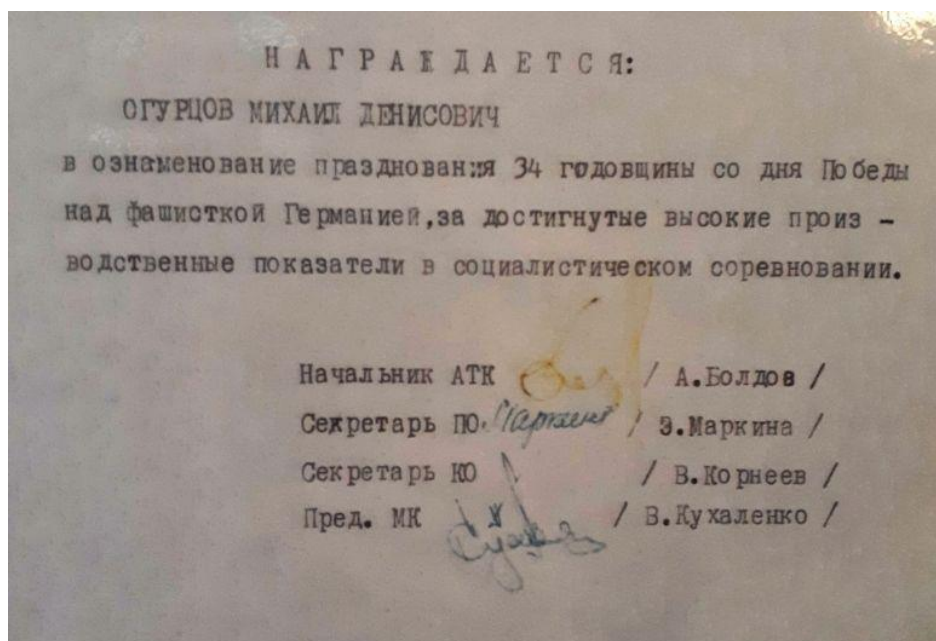 НАГРАЖДАЕТСЯ:
ОГУРЦОВ МИХАИЛ ДЕНИСОВИЧ
в ознаменование празднования 34 годовщины со дня Победы
над фашисткой Германией,за достигнутые высокие произ -
водственные показатели в социалистическом соревновании.
Начальник АТК / А.Болдов /
Секретарь ПО Маркина / Э.Маркина /
Секретарь КО / В.Корнеев /
Пред. МК / В.Кухаленко /